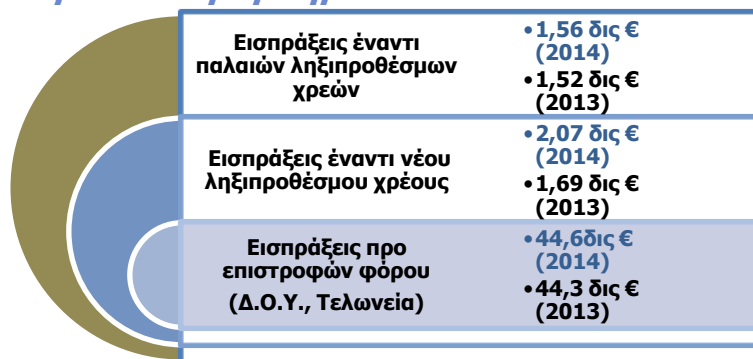 Εισπράξεις έναντι
παλαιών ληξιπροθέσμων
χρεών
•1,56 δις €
(2014)
•1,52 δις €
(2013)
Εισπράξεις έναντι νέου
ληξιπροθέσμου χρέους
•2,07 δις €
(2014)
•1,69 δις €
(2013)
Εισπράξεις προ
επιστροφών φόρου
(Δ.Ο.Υ., Τελωνεία)
•44,6δις €
(2014)
•44,3 δις €
(2013)